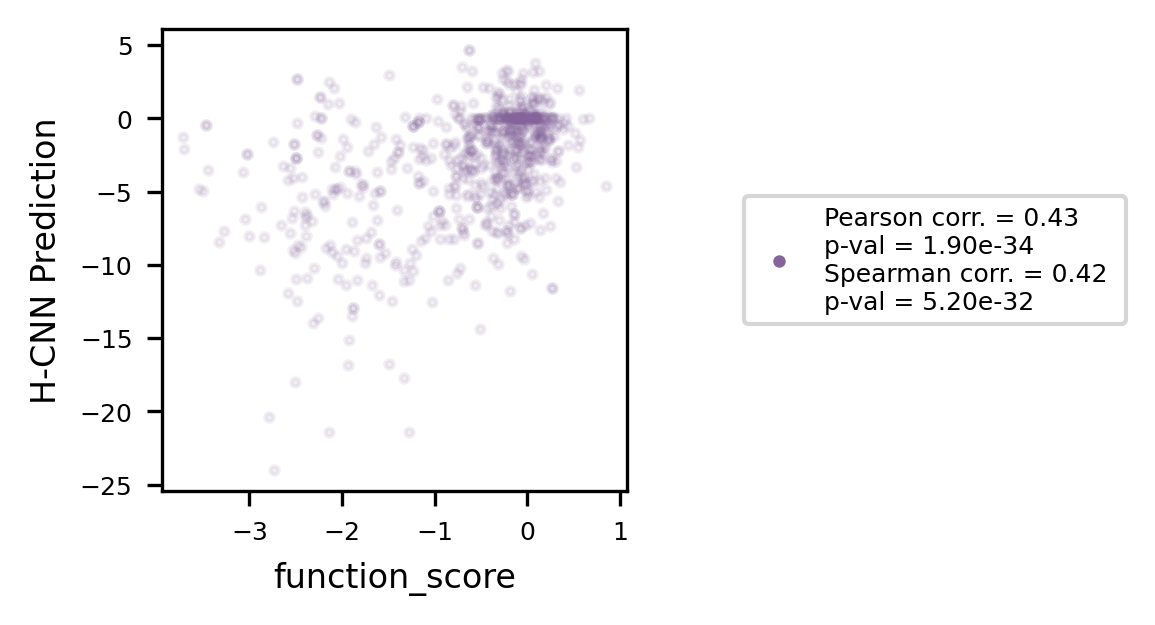 5
0
−5
−10
−15
−20
−25
H-CNN Prediction
−3
−2
−1
0
1
function_score
Pearson corr. = 0.43
p-val = 1.90e-34
Spearman corr. = 0.42
p-val = 5.20e-32